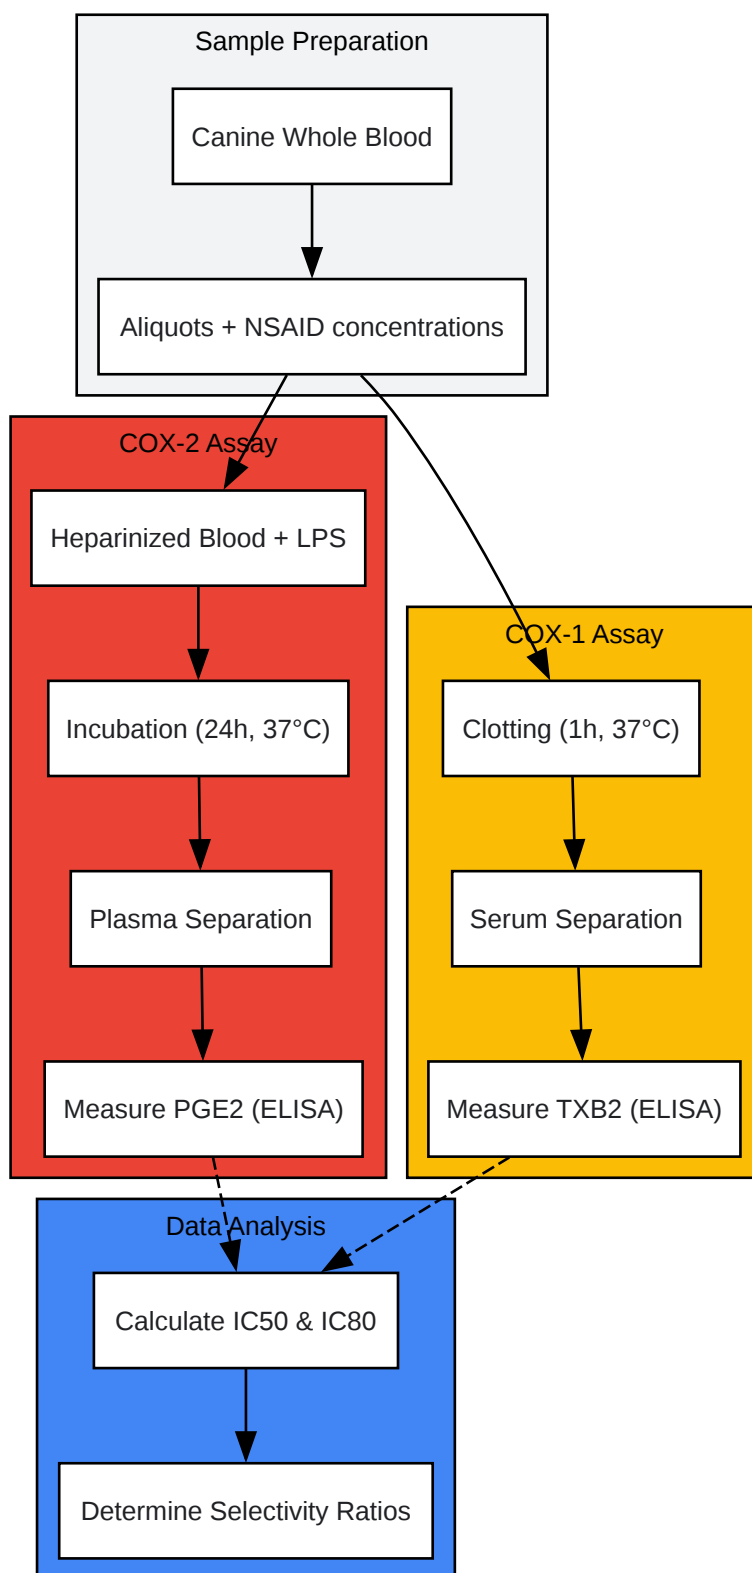 Sample Preparation
Canine Whole Blood
Aliquots + NSAID concentrations
COX-2 Assay
Heparinized Blood + LPS
Incubation (24h, 37°C)
Plasma Separation
Measure PGE2 (ELISA)
COX-1 Assay
Clotting (1h, 37°C)
Serum Separation
Measure TXB2 (ELISA)
Data Analysis
Calculate IC50 & IC80
Determine Selectivity Ratios